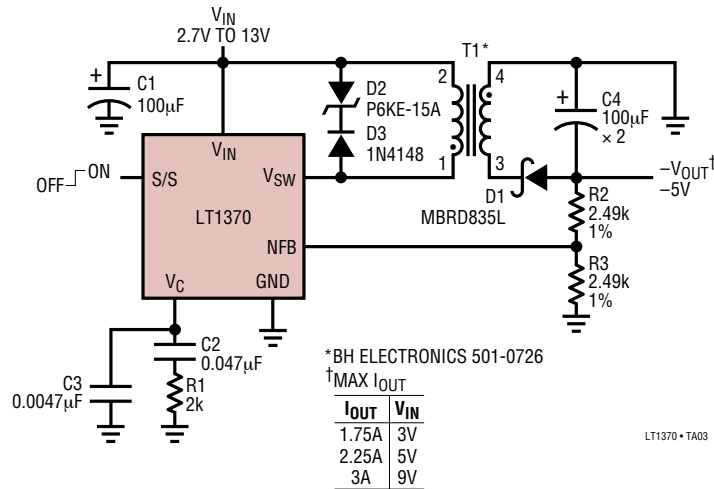 VIN
2.7V TO 13V
+
C1
100µF
D2
P6KE-15A
D3
1N4148
T1*
2
4
1
3
+
C4
100µF
× 2
VIN
OFF
ON
S/S
VSW
LT1370
NFB
VC
GND
D1
MBRD835L
–VOUT†
–5V
R2
2.49k
1%
R3
2.49k
1%
C2
0.047µF
C3
0.0047µF
R1
2k
*BH ELECTRONICS 501-0726
†MAX IOUT
IOUT VIN
1.75A 3V
2.25A 5V
3A 9V
LT1370 • TA03